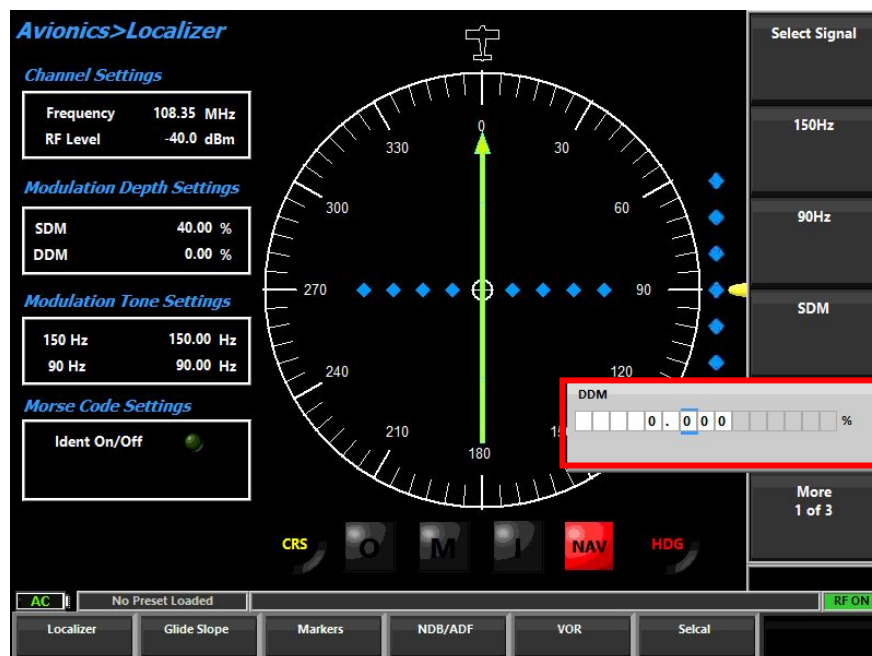 Avionics>Localizer
Channel Settings
Frequency 108.35 MHz
RF Level -40.0 dBm
Modulation Depth Settings
SDM 40.00 %
DDM 0.00 %
Modulation Tone Settings
150 Hz 150.00 Hz
90 Hz 90.00 Hz
Morse Code Settings
Ident On/Off
0
30
60
90
120
180
210
240
270
300
330
CRS
O
M
I
NAV
HDG
Select Signal
150Hz
90Hz
SDM
DDM
0.000 %
More
1 of 3
AC
No Preset Loaded
RF ON
Localizer
Glide Slope
Markers
NDB/ADF
VOR
Selcal